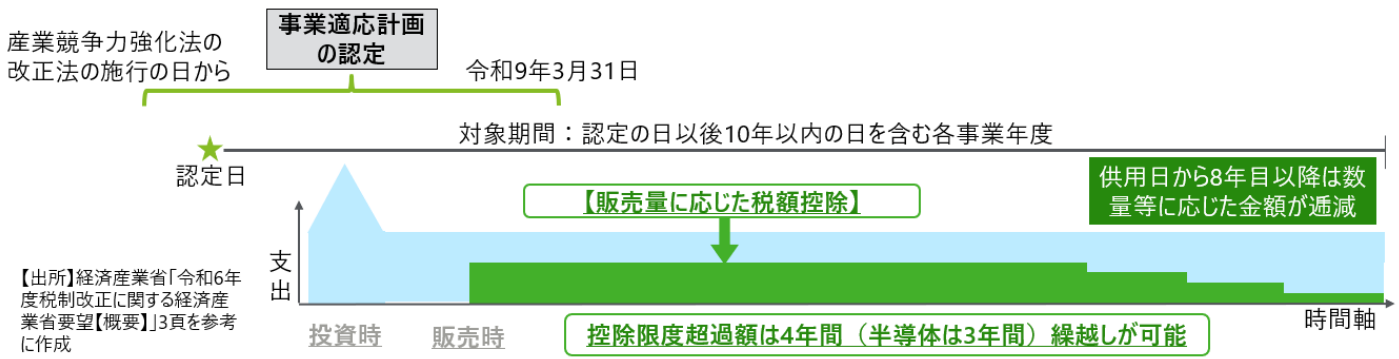 産業競争力強化法の
改正法の施行の日から
事業適応計画
の認定
令和9年3月31日
対象期間：認定の日以後10年以内の日を含む各事業年度
認定日
供用日から8年目以降は数
量等に応じた金額が逓減
【販売量に応じた税額控除】
支
出
【出所】経済産業省「令和6年
度税制改正に関する経済産
業省要望【概要】」3頁を参考
に作成
投資時
販売時
控除限度超過額は4年間（半導体は3年間）繰越しが可能
時間軸